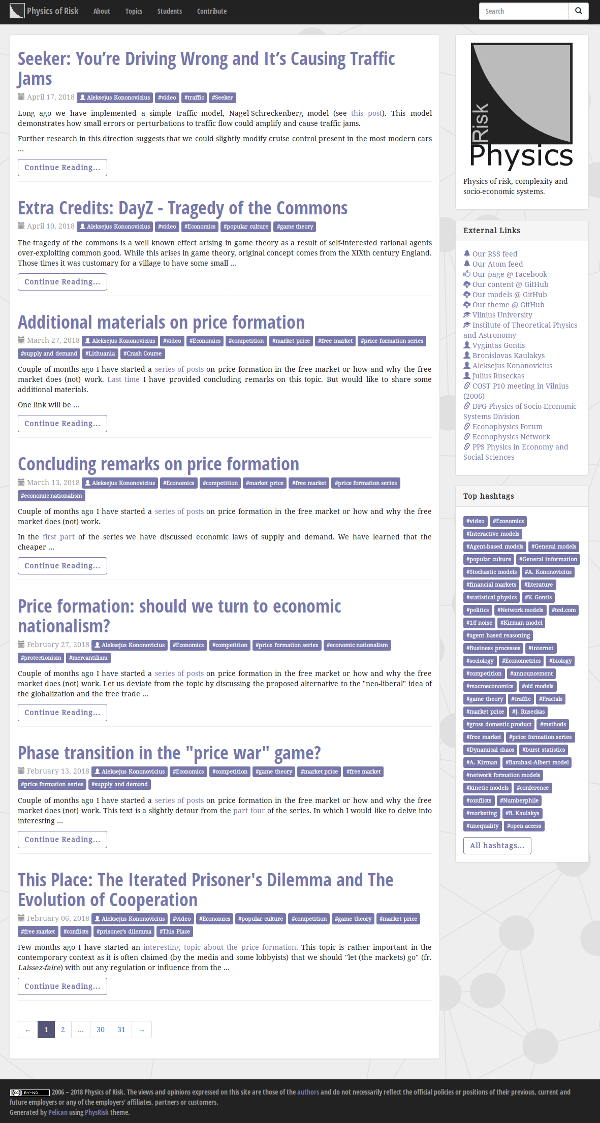 Physics of Risk About Topics Students Contribute Search
Seeker: You're Driving Wrong and It's Causing Traffic
Jams
April 17, 2018 Aleksejus Kononovicius #video #traffic #Seeker
Long ago we have implemented a simple traffic model, Nagel-Schreckenberg model (see this post). This model
demonstrates how small errors or perturbations to traffic flow could amplify and cause traffic jams.
Further research in this direction suggests that we could slightly modify cruise control present in the most modern cars
...
Continue Reading...
Extra Credits: DayZ - Tragedy of the Commons
April 10, 2018 Aleksejus Kononovicius #video #Economics #popular culture #game theory
The tragedy of the commons is a well known effect arising in game theory as a result of self-interested rational agents
over-exploiting common good. While this arises in game theory, original concept comes from the XIXth century England.
Those times it was customary for a village to have some small ...
Continue Reading...
Additional materials on price formation
March 27, 2018 Aleksejus Kononovicius #video #Economics #competition #market price #free market #price formation series
#supply and demand #Lithuania #Crash Course
Couple of months ago I have started a series of posts on price formation in the free market or how and why the free
market does (not) work. Last time I have provided concluding remarks on this topic. But would like to share some
additional materials.
One link will be ...
Continue Reading...
Concluding remarks on price formation
March 13, 2018 Aleksejus Kononovicius #Economics #competition #market price #free market #price formation series
#economic nationalism
Couple of months ago I have started a series of posts on price formation in the free market or how and why the free
market does (not) work.
In the first part of the series we have discussed economic laws of supply and demand. We have learned that the
cheaper ...
Continue Reading...
Price formation: should we turn to economic
nationalism?
February 27, 2018 Aleksejus Kononovicius #Economics #competition #price formation series #economic nationalism
#protectionism #mercantilism
Couple of months ago I have started a series of posts on price formation in the free market or how and why the free
market does (not) work. Let us deviate from the topic by discussing the proposed alternative to the "neo-liberal" idea of
the globalization and the free trade ...
Continue Reading...
Phase transition in the "price war" game?
February 13, 2018 Aleksejus Kononovicius #Economics #competition #game theory #market price #free market
#price formation series #supply and demand
Couple of months ago I have started a series of posts on price formation in the free market or how and why the free
market does (not) work. This text is a slightly detour from the part four of the series. In which I would like to delve into
interesting ...
Continue Reading...
This Place: The Iterated Prisoner's Dilemma and The
Evolution of Cooperation
February 06, 2018 Aleksejus Kononovicius #video #Economics #popular culture #competition #game theory #market price
#free market #conflicts #prisoner's dilemma #This Place
Few months ago I have started an interesting topic about the price formation. This topic is rather important in the
contemporary context as it is often claimed (by the media and some lobbyists) that we should "let (the markets) go" (fr.
Laissez-faire) with out any regulation or influence from the ...
Continue Reading...
← 1 2 ... 30 31 →
Risk
Physics
Physics of risk, complexity and
socio-economic systems.
External Links
Our RSS feed
Our Atom feed
Our page @ Facebook
Our content @ GitHub
Our models @ GitHub
Our theme @ GitHub
Vilnius University
Institute of Theoretical Physics
and Astronomy
Vygintas Gontis
Bronislovas Kaulakys
Aleksejus Kononovicius
Julius Ruseckas
COST P10 meeting in Vilnius
(2006)
DPG Physics of Socio-Economic
Systems Division
Econophysics Forum
Econophysics Network
PPS Physics in Economy and
Social Sciences
Top hashtags
#video #Economics
#Interactive models
#Agent-based models #General models
#popular culture #General information
#Stochastic models #A. Kononovicius
#financial markets #literature
#statistical physics #V. Gontis
#politics #Network models #ted.com
#1/f noise #Kirman model
#agent based reasoning
#Business processes #internet
#sociology #Econometrics #biology
#competition #announcement
#macroeconomics #old models
#game theory #traffic #Fractals
#market price #J. Ruseckas
#gross domestic product #methods
#free market #price formation series
#Dynamical chaos #burst statistics
#A. Kirman #Barabasi-Albert model
#network formation models
#kinetic models #conference
#conflicts #Numberphile
#marketing #B. Kaulakys
#inequality #open access
All hashtags...
2006 – 2018 Physics of Risk. The views and opinions expressed on this site are those of the authors and do not necessarily reflect the official policies or positions of their previous, current and
future employers or any of the employers' affiliates, partners or customers.
Generated by Pelican using PhysRisk theme.